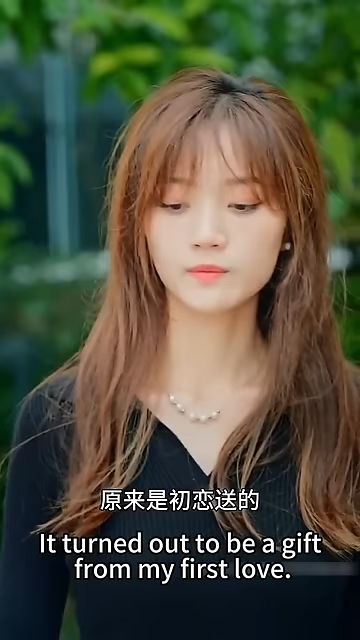 原来是初恋送的
It turned out to be a gift
from my first love.